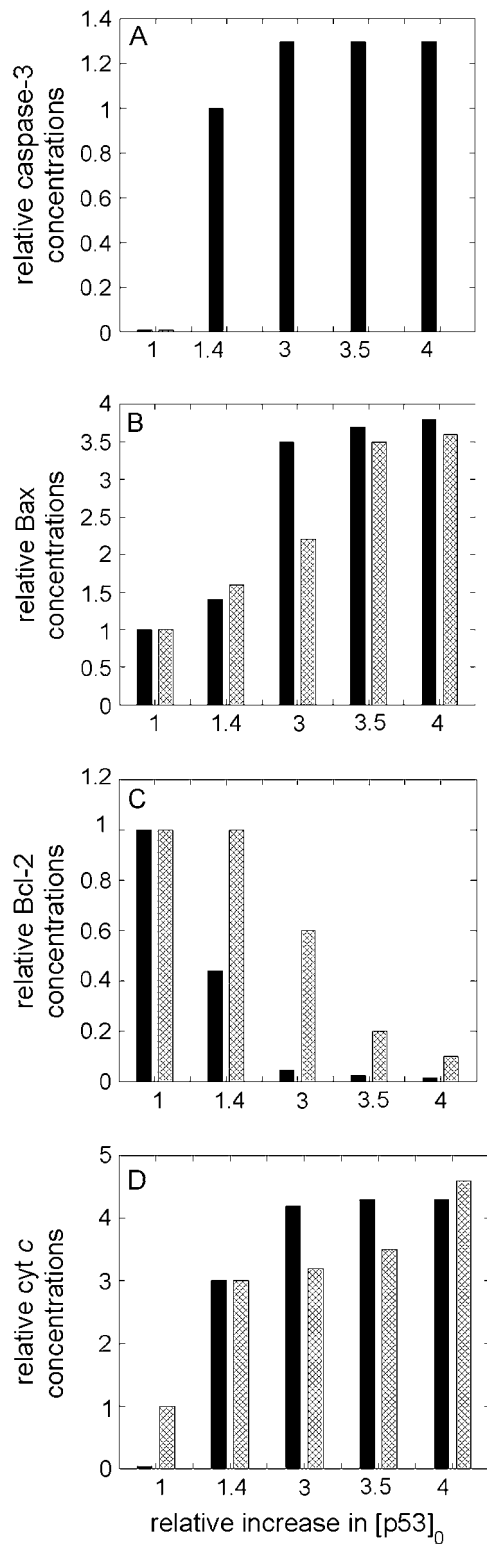 A
relative caspase-3
concentrations
1.4
1.2
1
0.8
0.6
0.4
0.2
0
1 1.4 3 3.5 4
B
relative Bax
concentrations
4
3.5
3
2.5
2
1.5
1
0.5
0
1 1.4 3 3.5 4
C
relative Bcl-2
concentrations
1.2
1
0.8
0.6
0.4
0.2
0
1 1.4 3 3.5 4
D
relative cyt c
concentrations
5
4
3
2
1
0
1 1.4 3 3.5 4
relative increase in [p53]0